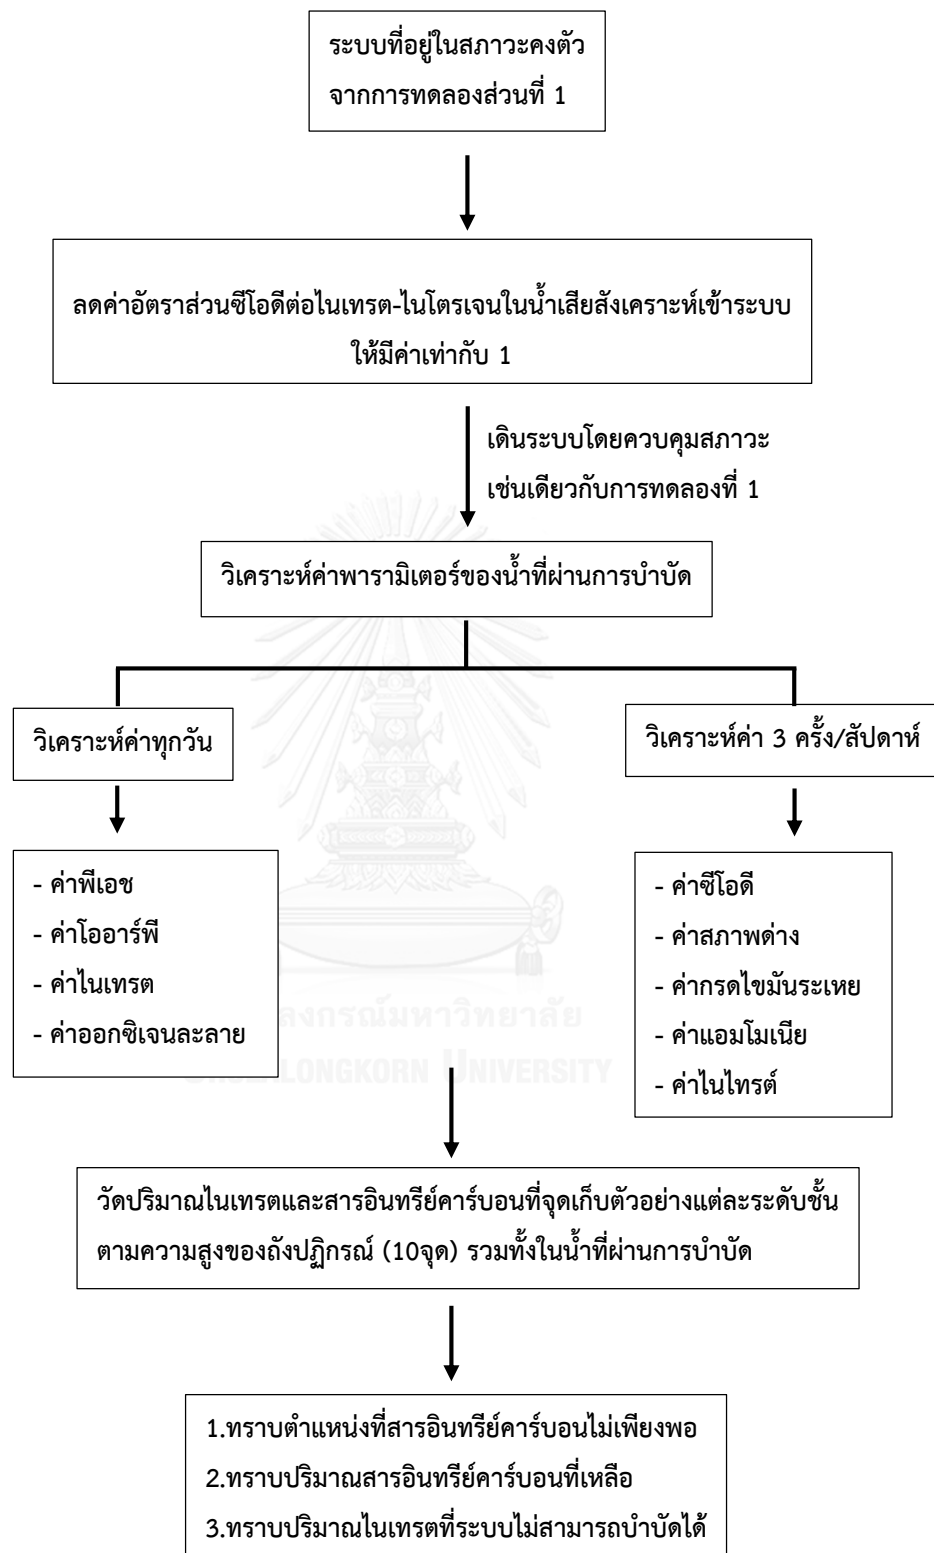 ระบบที่อยู่ในสภาวะคงตัว
จากการทดลองส่วนที่ 1
ลดค่าอัตราส่วนซีโอดีต่อไนเทรต-ไนโตรเจนในน้ำเสียสังเคราะห์เข้าระบบ
ให้มีค่าเท่ากับ 1
เดินระบบโดยควบคุมสภาวะ
เช่นเดียวกับการทดลองที่ 1
วิเคราะห์ค่าพารามิเตอร์ของน้ำที่ผ่านการบำบัด
วิเคราะห์ค่าทุกวัน
วิเคราะห์ค่า 3 ครั้ง/สัปดาห์
- ค่าพีเอช
- ค่าโออาร์พี
- ค่าไนเทรต
- ค่าออกซิเจนละลาย
- ค่าซีโอดี
- ค่าสภาพด่าง
- ค่ากรดไขมันระเหย
- ค่าแอมโมเนีย
- ค่าไนไทรต์
ลงกรณ์มหาวิทยาลัย
LONGKORN UNIVERSITY
วัดปริมาณไนเทรตและสารอินทรีย์คาร์บอนที่จุดเก็บตัวอย่างแต่ละระดับชั้น
ตามความสูงของถังปฏิกรณ์ (10จุด) รวมทั้งในน้ำที่ผ่านการบำบัด
1.ทราบตำแหน่งที่สารอินทรีย์คาร์บอนไม่เพียงพอ
2.ทราบปริมาณสารอินทรีย์คาร์บอนที่เหลือ
3.ทราบปริมาณไนเทรตที่ระบบไม่สามารถบำบัดได้